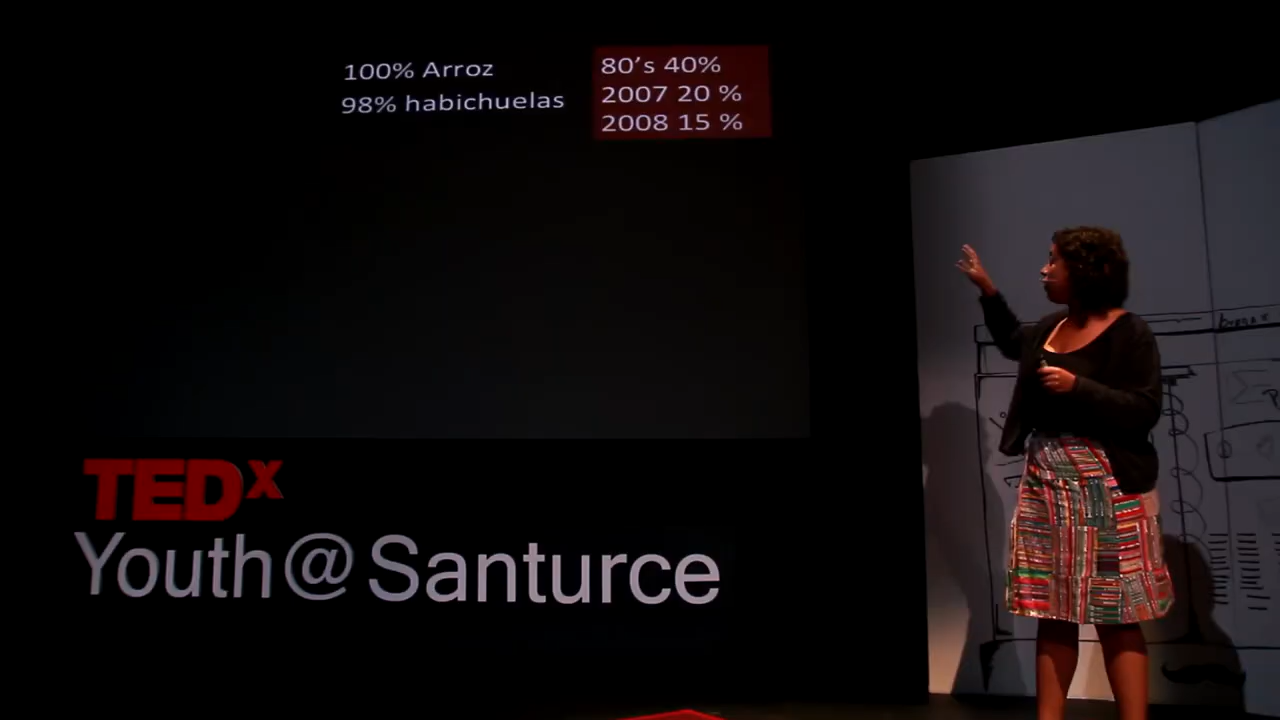 100% Arroz
98% habichuelas
80's 40%
2007 20 %
2008 15 %
TEDx
Youth@Santurce